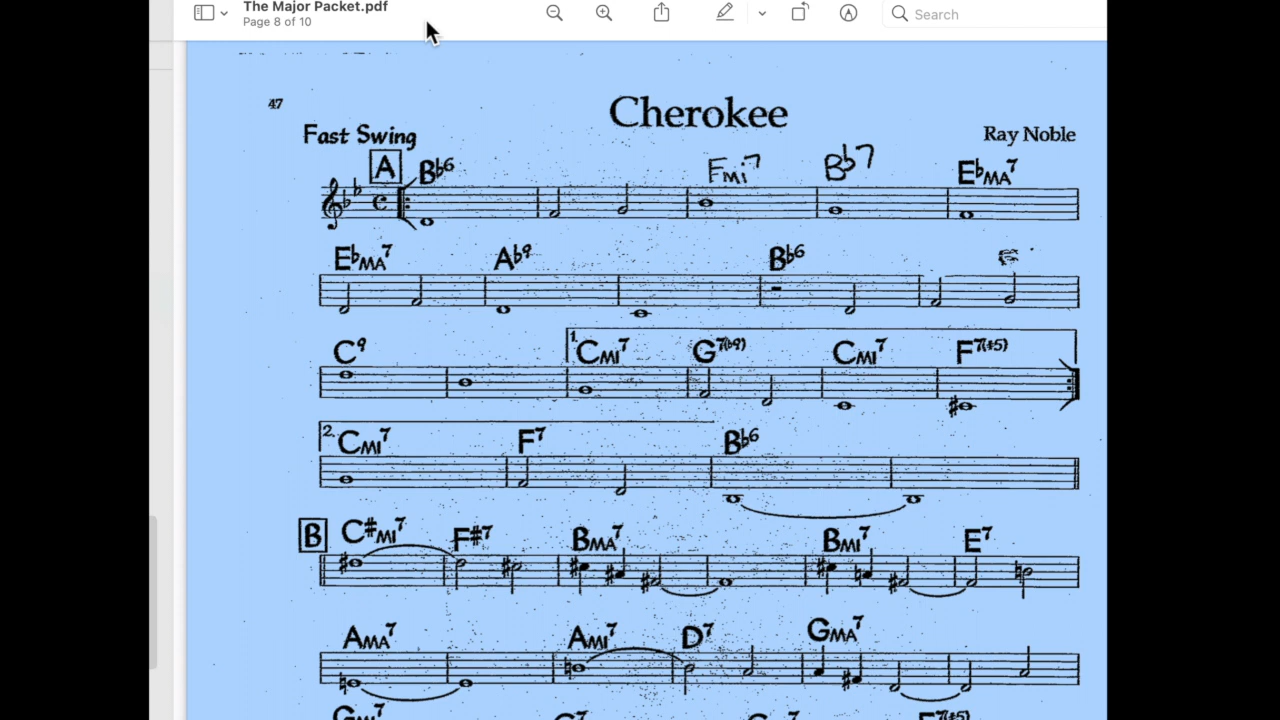 The Major Packet.pdf
Page 8 of 10
Search
47
Cherokee
Fast Swing
Ray Noble
A
B♭6 Fmi7 B♭7 E♭MA7
E♭MA7 A♭9 B♭6
C9 1. CMI7 G7(♭9) CMI7 F7(♯5)
2. CMI7 F7 B♭6
B C♯MI7 F♯7 BMA7 BMI7 E7
AMA7 AMI7 D7 GMA7